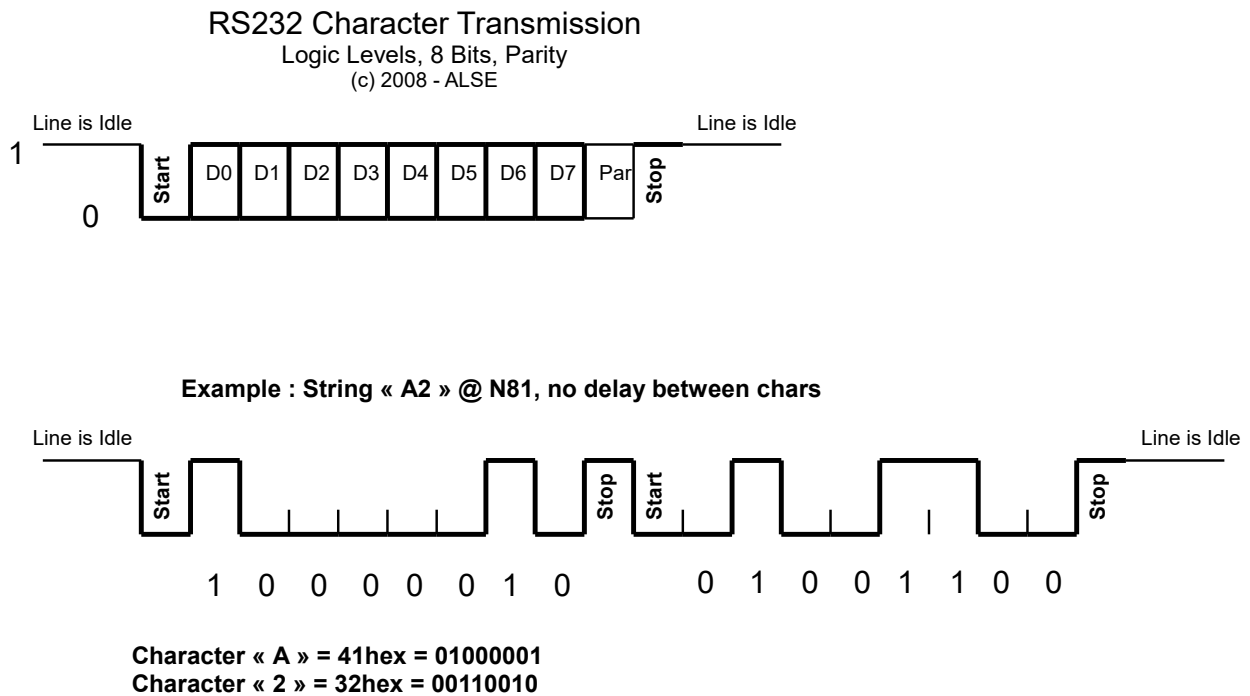 RS232 Character Transmission
Logic Levels, 8 Bits, Parity
(c) 2008 - ALSE
Line is Idle Line is Idle
1 Start D0 D1 D2 D3 D4 D5 D6 D7 Par Stop
0
Example : String « A2 » @ N81, no delay between chars
Line is Idle Line is Idle
Start Stop Start Stop
1 0 0 0 0 0 1 0 0 1 0 0 1 1 0 0
Character « A » = 41hex = 01000001
Character « 2 » = 32hex = 00110010